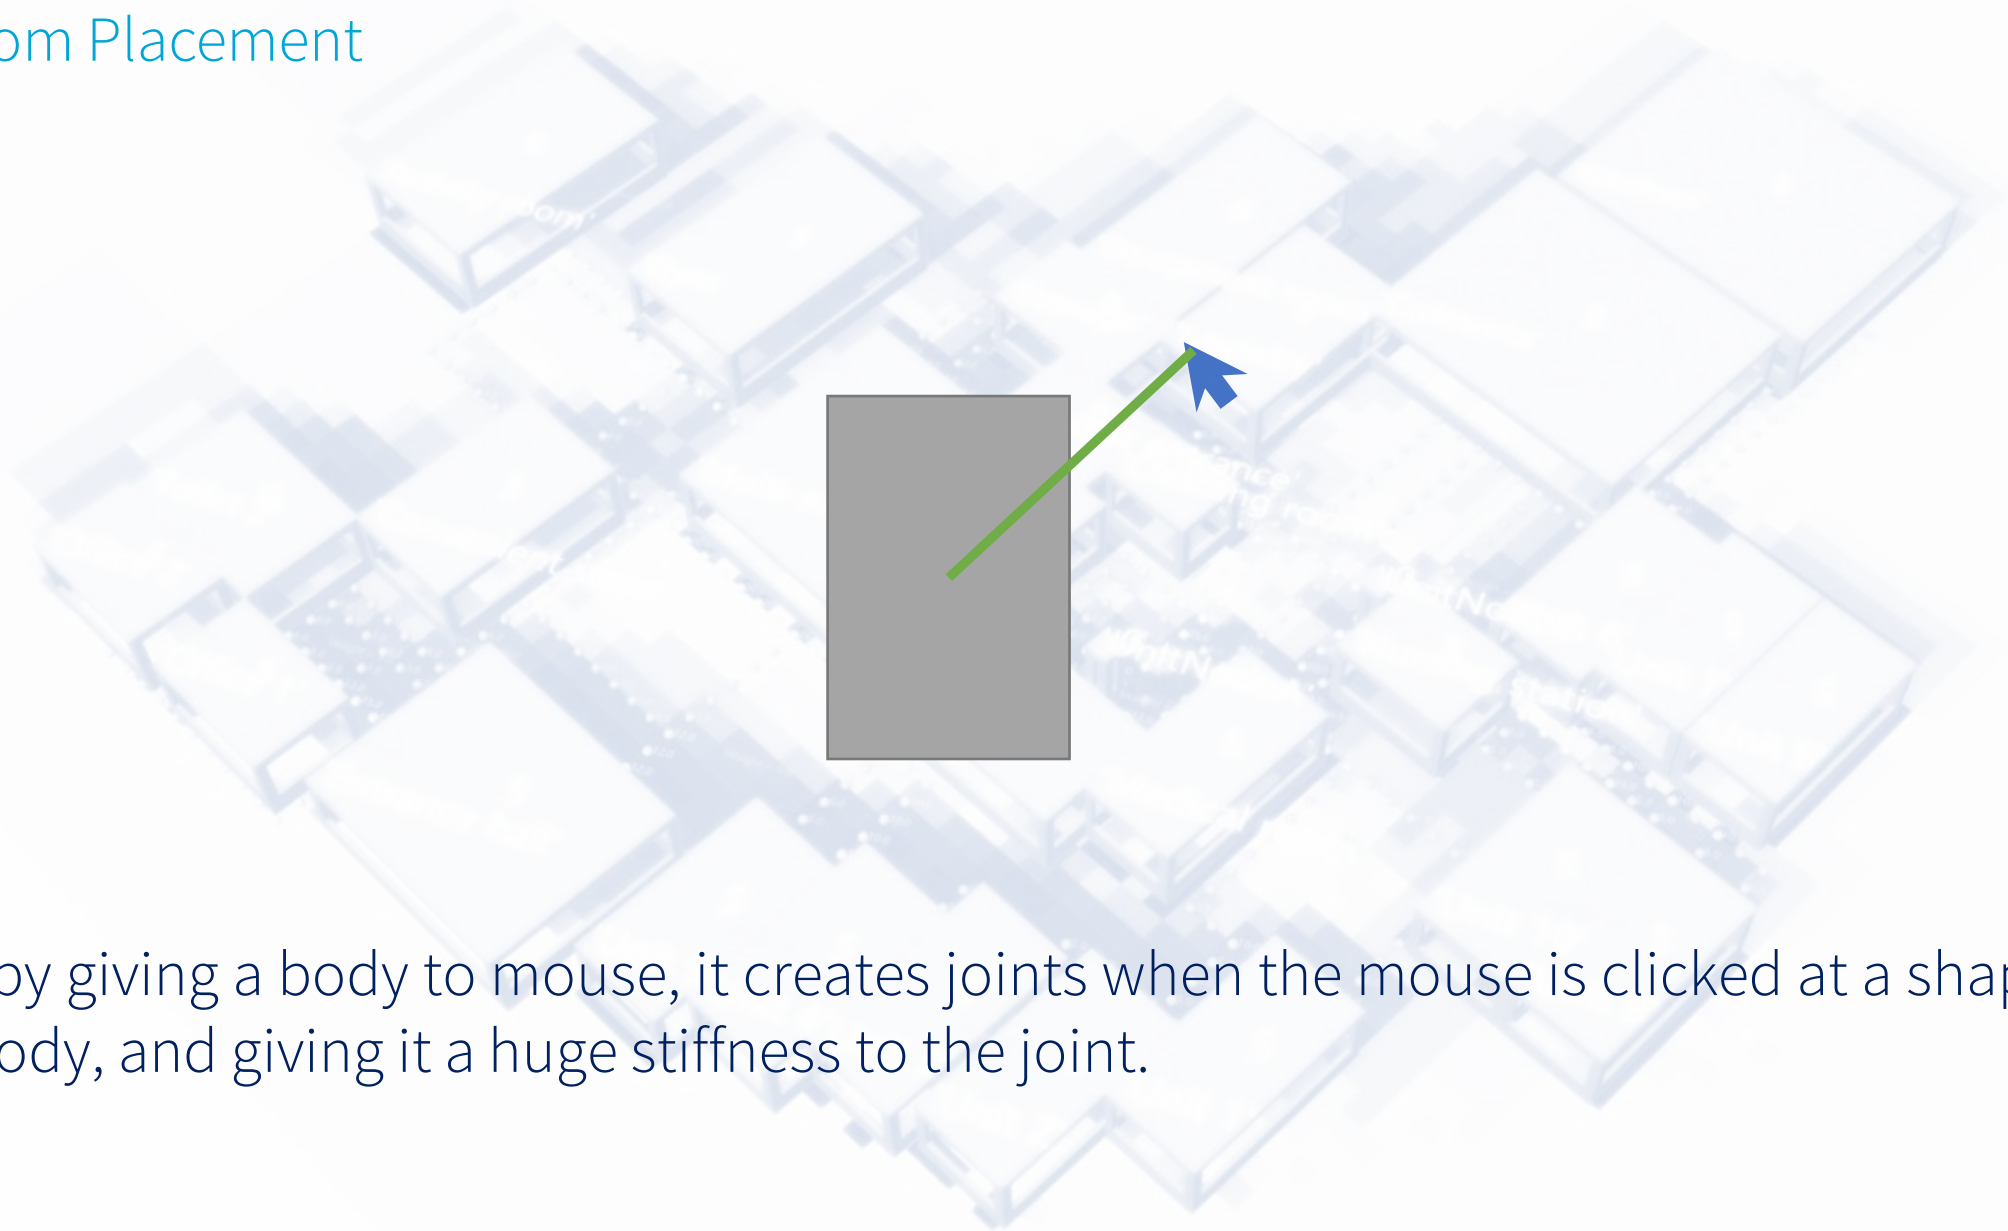 om Placement
by giving a body to mouse, it creates joints when the mouse is clicked at a shap
ody, and giving it a huge stiffness to the joint.